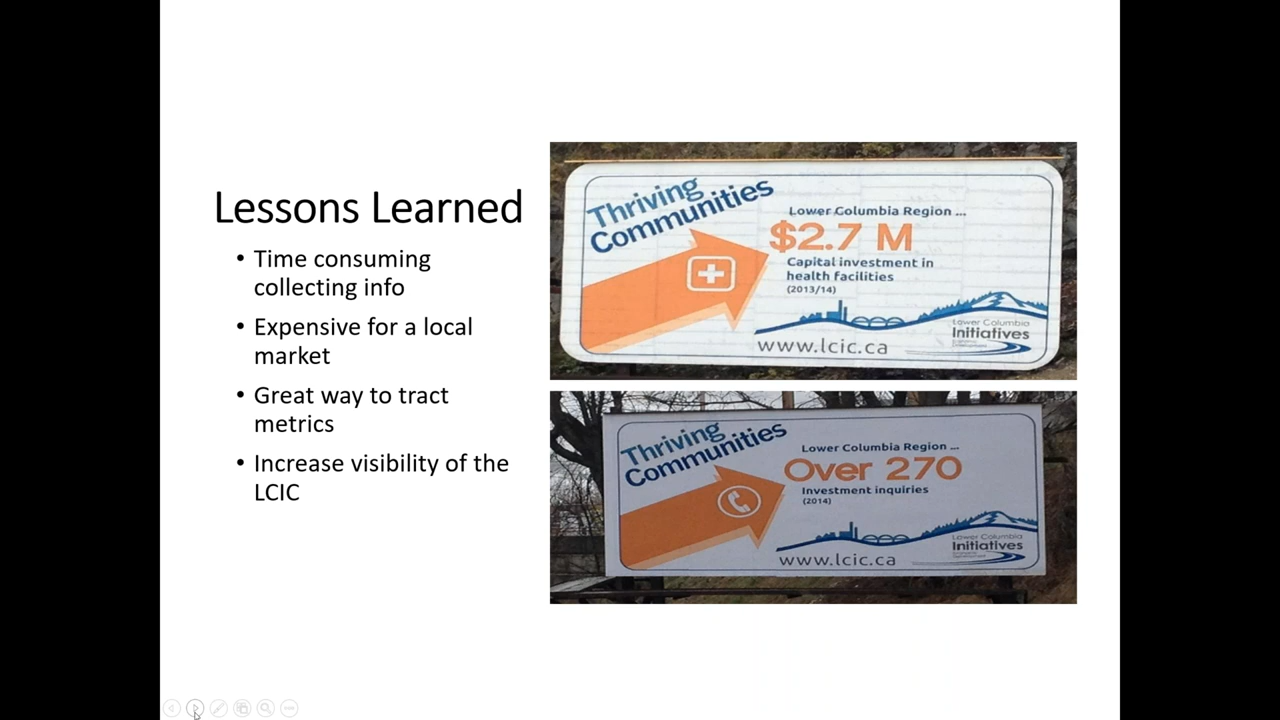 Lessons Learned
• Time consuming
collecting info
• Expensive for a local
market
• Great way to tract
metrics
• Increase visibility of the
LCIC
Thriving
Communities
Lower Columbia Region ...
$2.7 M
Capital investment in
health facilities
(2013/14)
www.lcic.ca
Lower Columbia
Initiatives
Thriving
Communities
Lower Columbia Region ...
Over 270
Investment inquiries
(2014)
www.lcic.ca
Lower Columbia
Initiatives